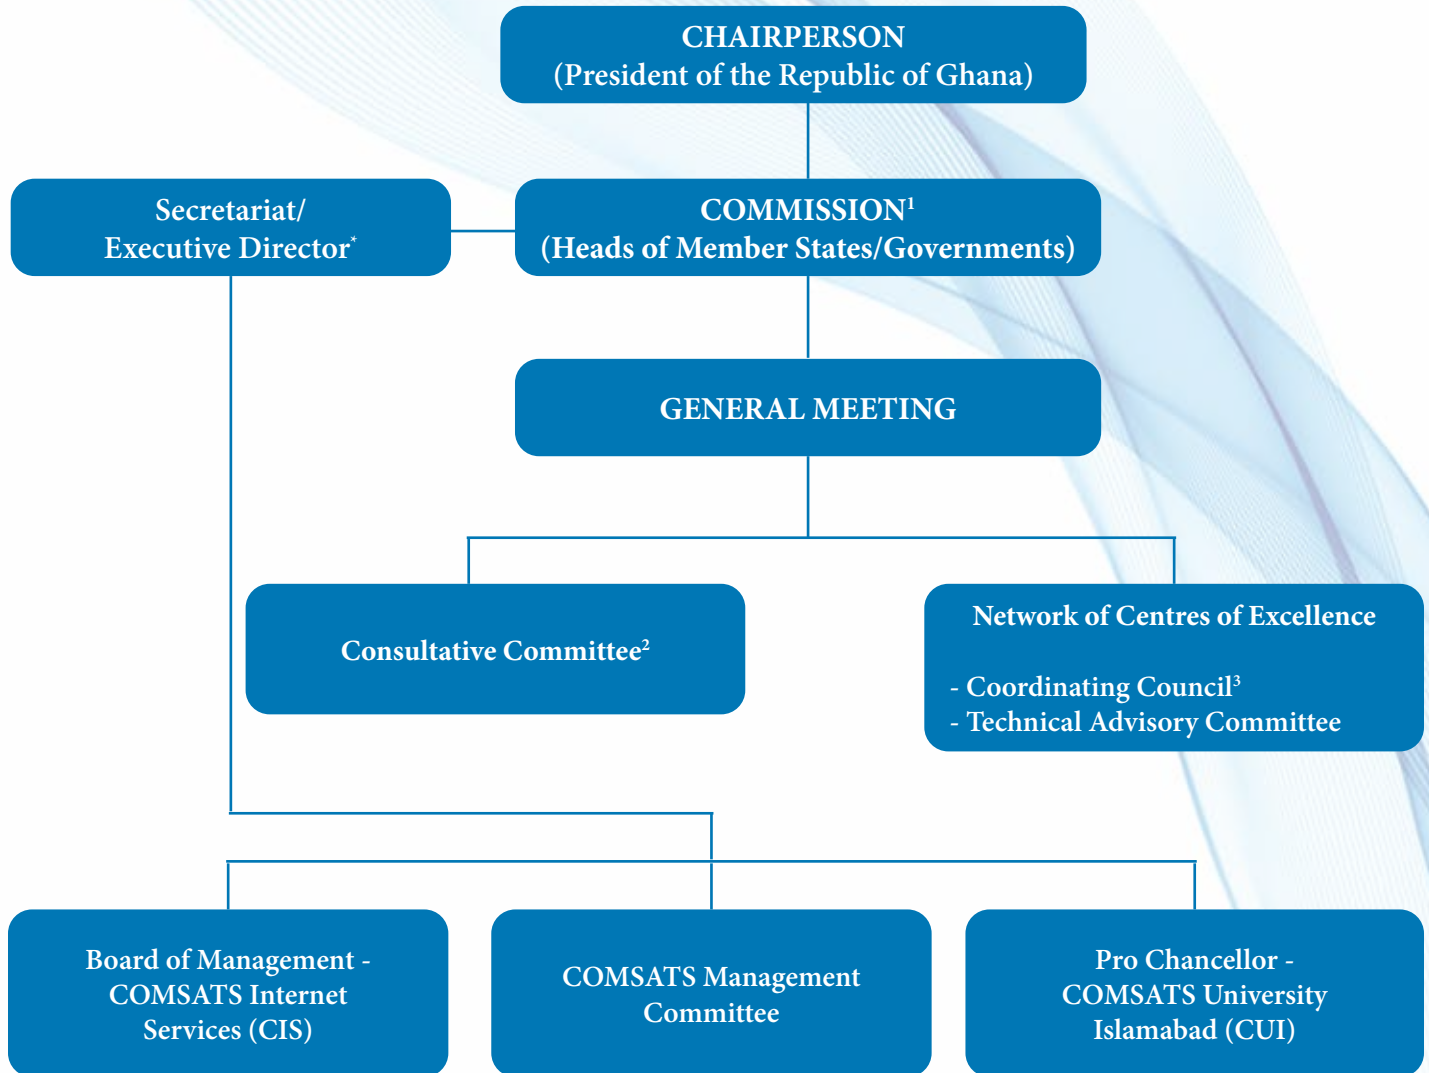 CHAIRPERSON
(President of the Republic of Ghana)
Secretariat/
Executive Director*
COMMISSION¹
(Heads of Member States/Governments)
GENERAL MEETING
Consultative Committee²
Network of Centres of Excellence
- Coordinating Council³
- Technical Advisory Committee
Board of Management -
COMSATS Internet
Services (CIS)
COMSATS Management
Committee
Pro Chancellor -
COMSATS University
Islamabad (CUI)